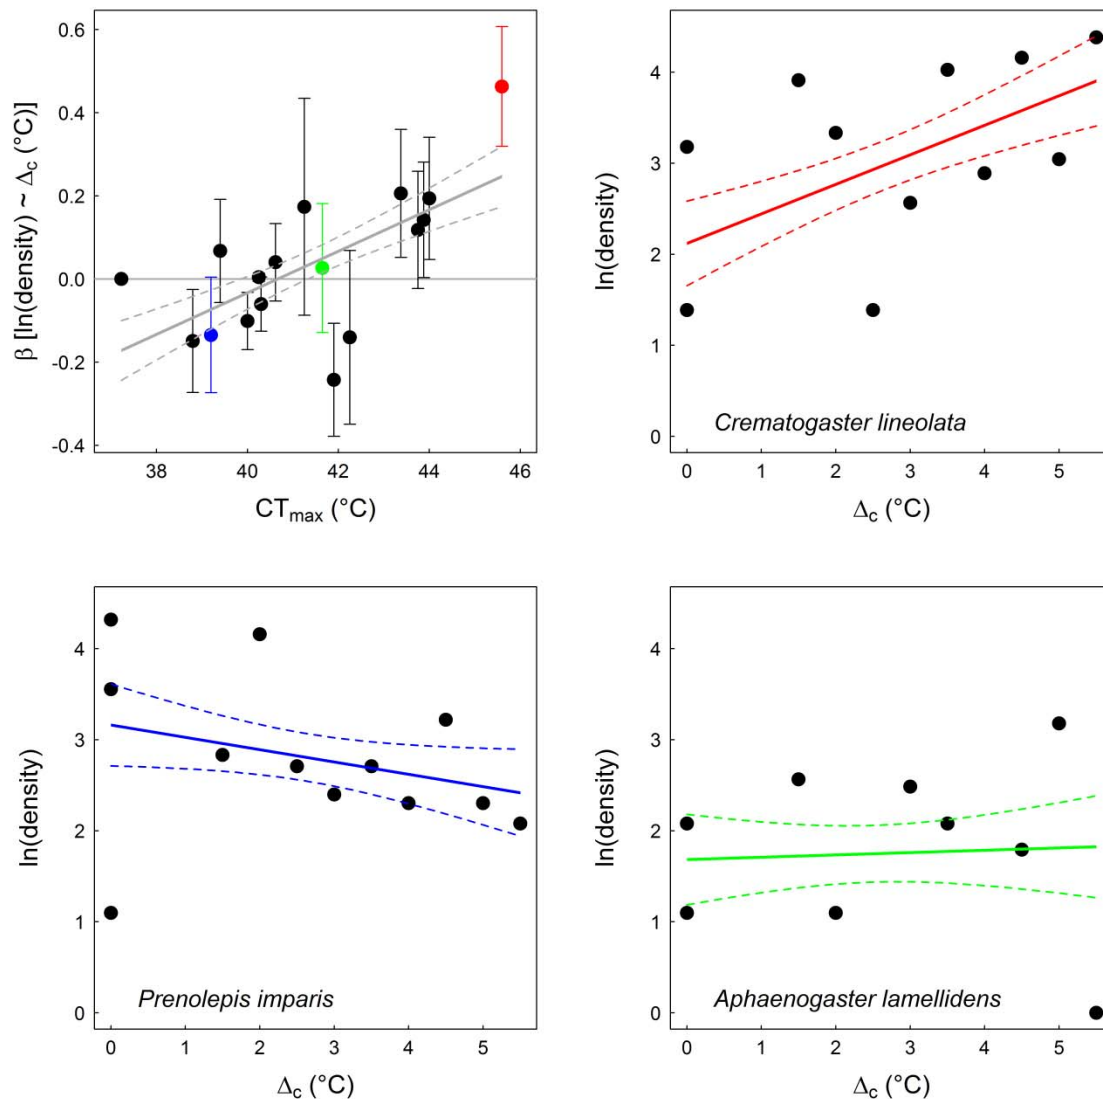 0.6
0.4
0.2
0.0
-0.2
-0.4
β [ln(density) ~ Δc (°C)]
38 40 42 44 46
CTmax (°C)
4
3
2
1
0
ln(density)
Crematogaster lineolata
0 1 2 3 4 5
Δc (°C)
4
3
2
1
0
ln(density)
Prenolepis imparis
0 1 2 3 4 5
Δc (°C)
4
3
2
1
0
ln(density)
Aphaenogaster lamellidens
0 1 2 3 4 5
Δc (°C)